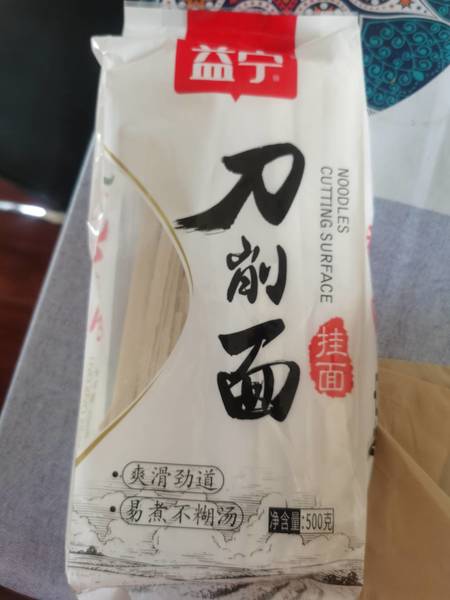 益宁
刀削面
NOODLES
CUTTING SURFACE
挂面
爽滑劲道
易煮不糊汤
净含量:500克